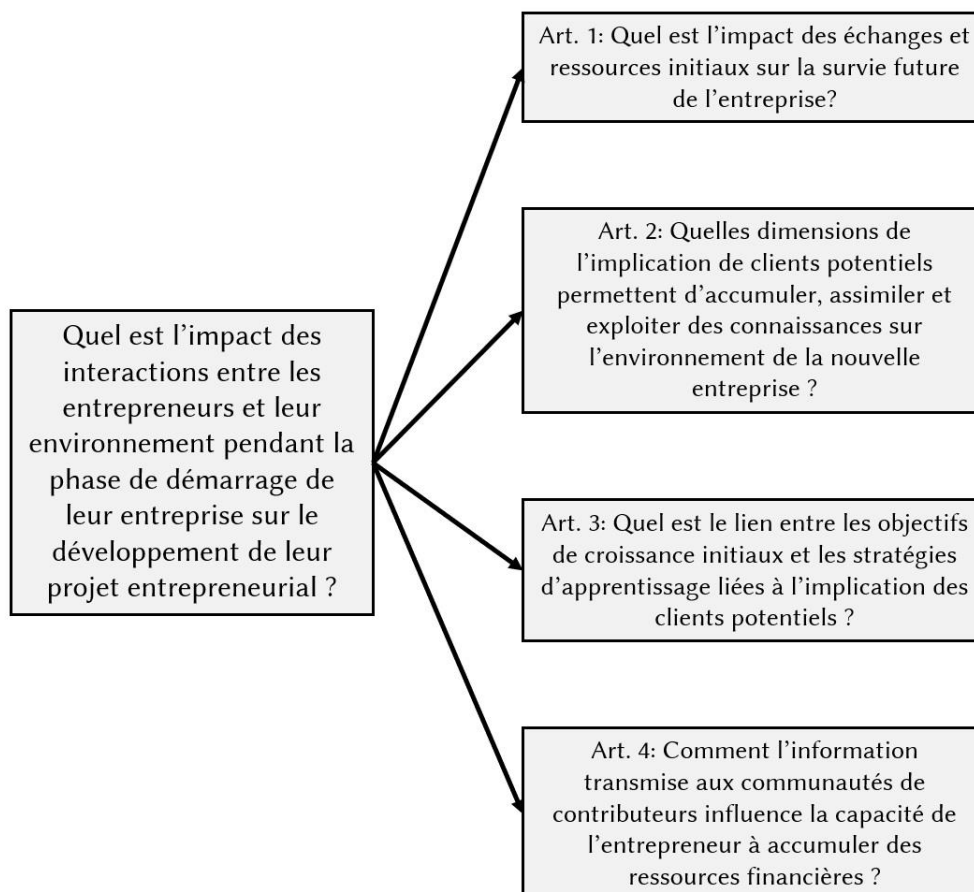 Quel est l’impact des
interactions entre les
entrepreneurs et leur
environnement pendant la
phase de démarrage de
leur entreprise sur le
développement de leur
projet entrepreneurial ?
Art. 1: Quel est l’impact des échanges et
ressources initiaux sur la survie future
de l’entreprise?
Art. 2: Quelles dimensions de
l’implication de clients potentiels
permettent d’accumuler, assimiler et
exploiter des connaissances sur
l’environnement de la nouvelle
entreprise ?
Art. 3: Quel est le lien entre les objectifs
de croissance initiaux et les stratégies
d’apprentissage liées à l’implication des
clients potentiels ?
Art. 4: Comment l’information
transmise aux communautés de
contributeurs influence la capacité de
l’entrepreneur à accumuler des
ressources financières ?